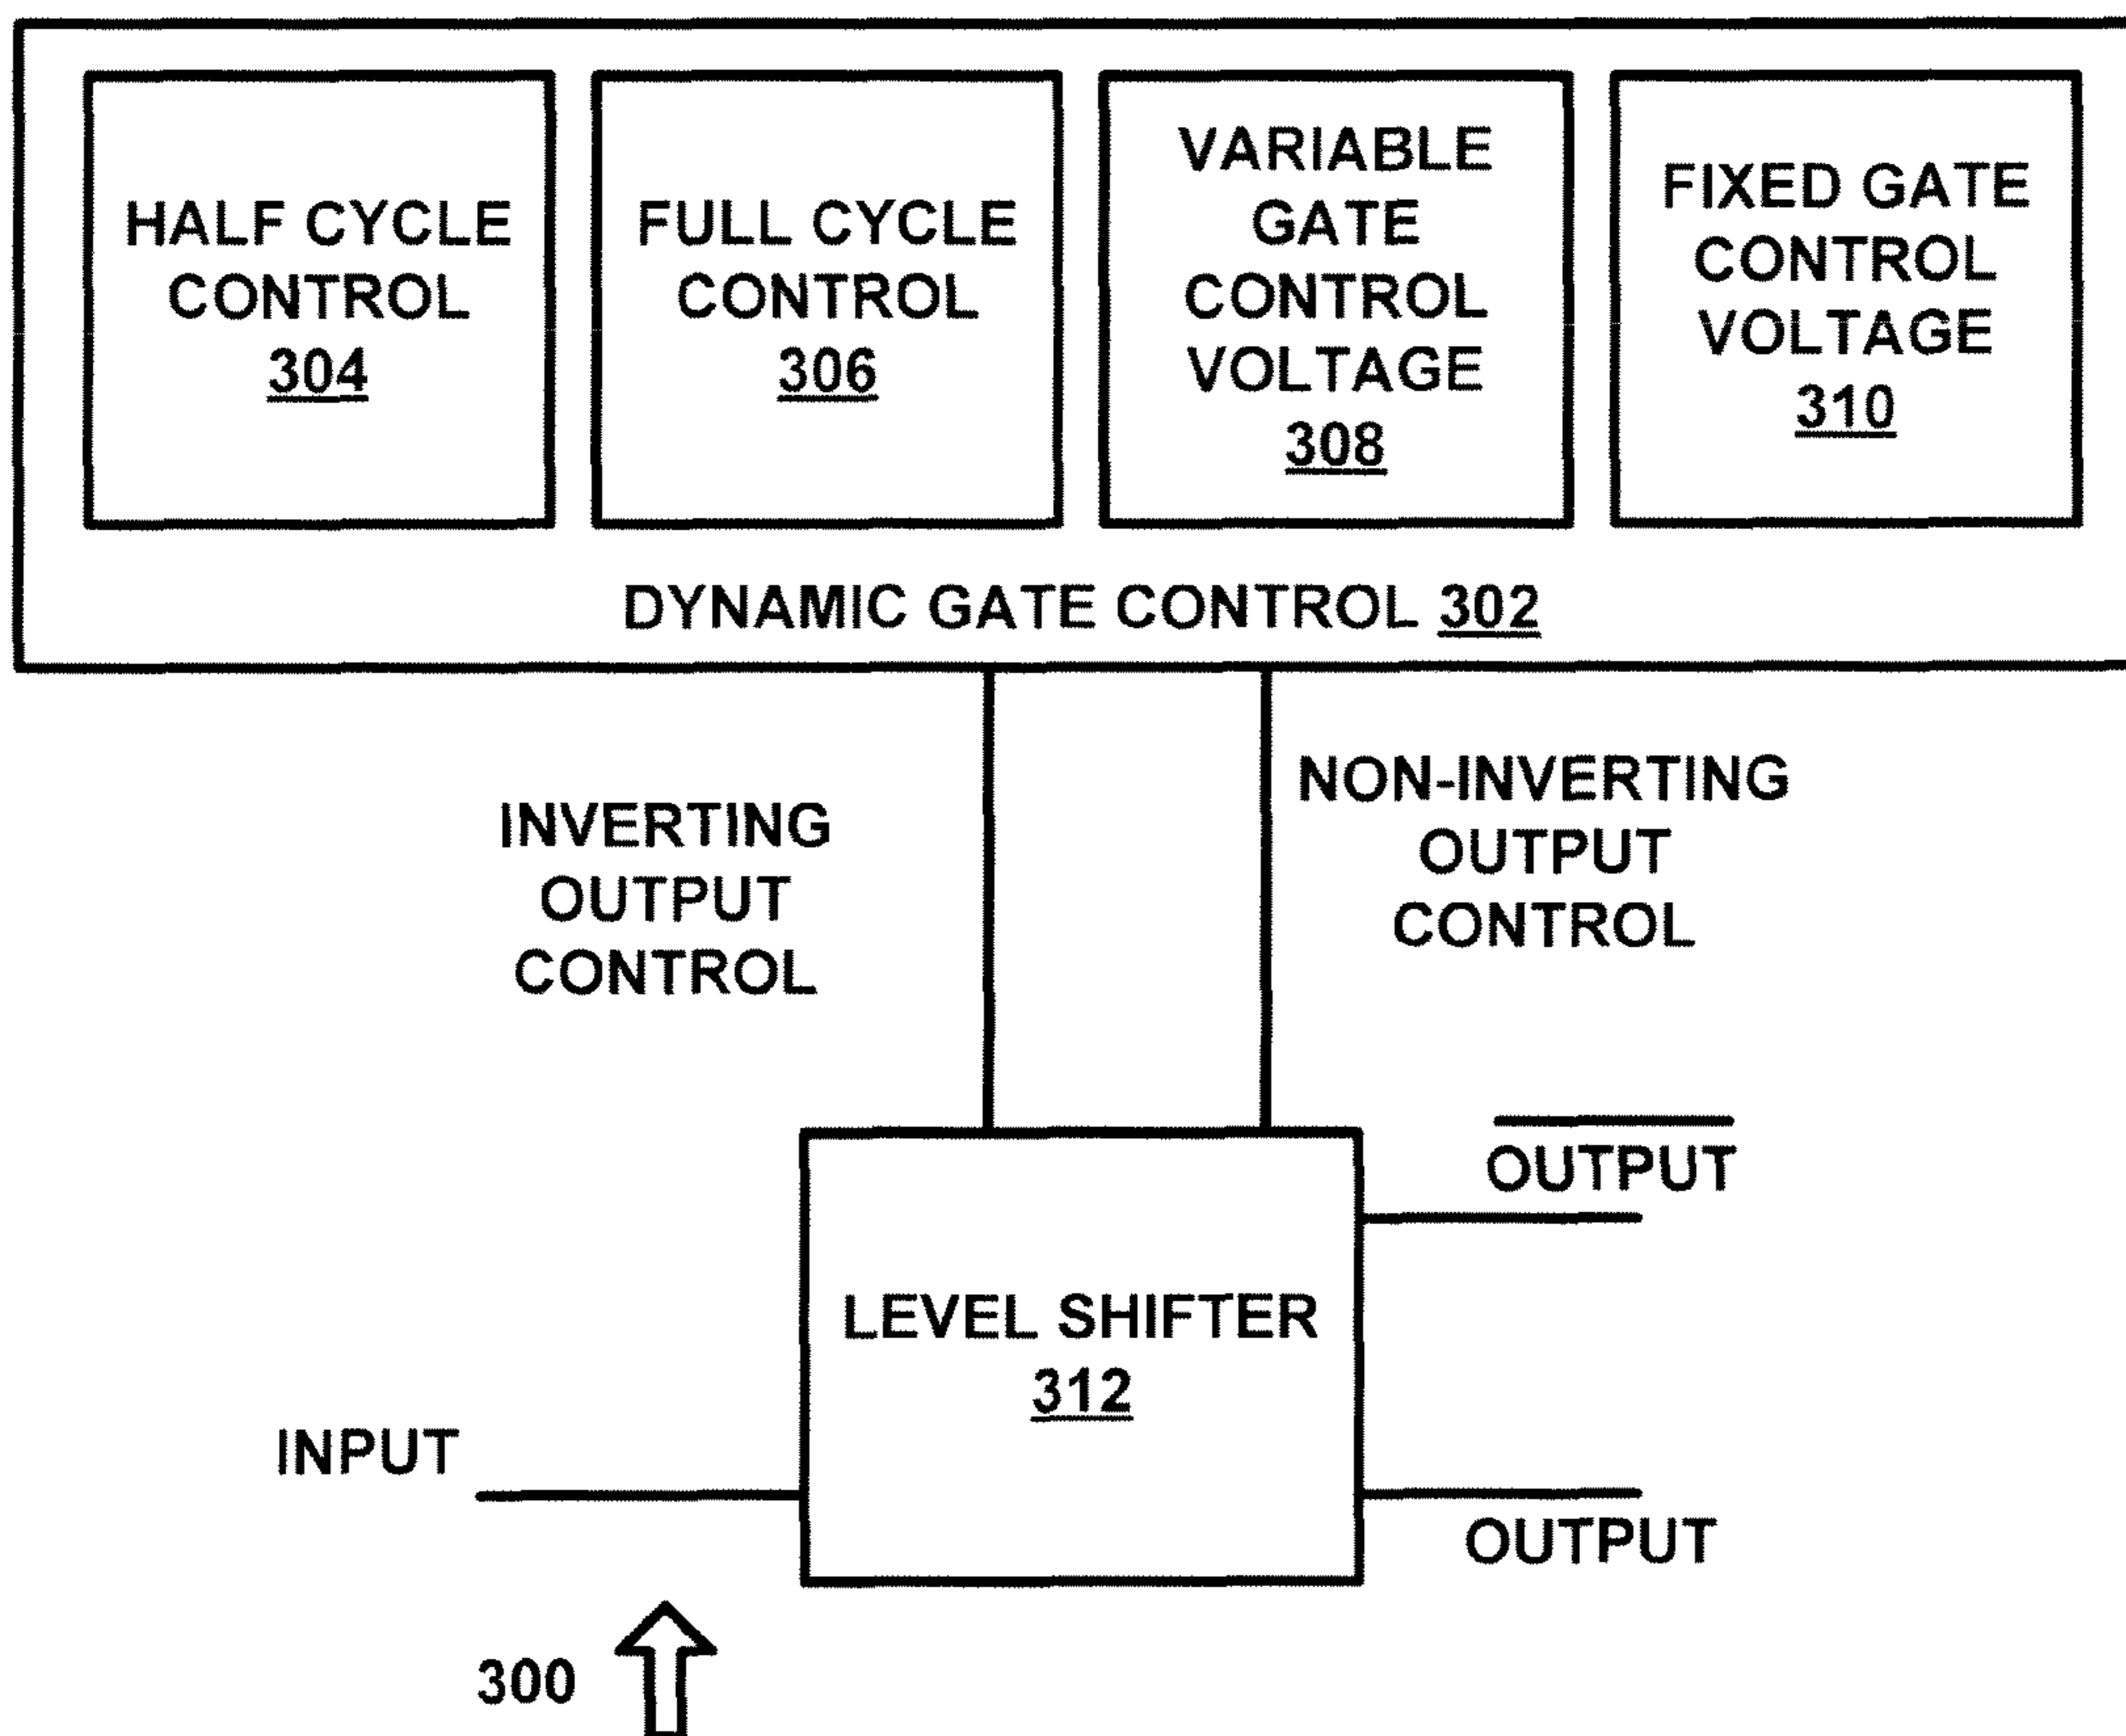 HALF CYCLE
CONTROL
304
FULL CYCLE
CONTROL
306
VARIABLE
GATE
CONTROL
VOLTAGE
308
FIXED GATE
CONTROL
VOLTAGE
310
DYNAMIC GATE CONTROL 302
INVERTING
OUTPUT
CONTROL
NON-INVERTING
OUTPUT
CONTROL
OUTPUT
LEVEL SHIFTER
312
INPUT
OUTPUT
300